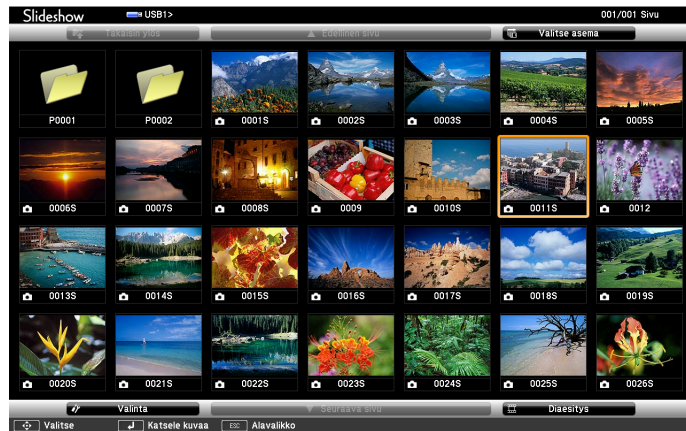 Slideshow USB1> 001/001 Sivu
Takaisin ylös Edellinen sivu Valitse asema
P0001 P0002 0001S 0002S 0003S 0004S 0005S
0006S 0007S 0008S 0009 0010S 0011S 0012
0013S 0014S 0015S 0016S 0017S 0018S 0019S
0020S 0021S 0022S 0023S 0024S 0025S 0026S
Valinta Seuraava sivu Diaesitys
Valitse Katsele kuvaa ESC Alavalikko